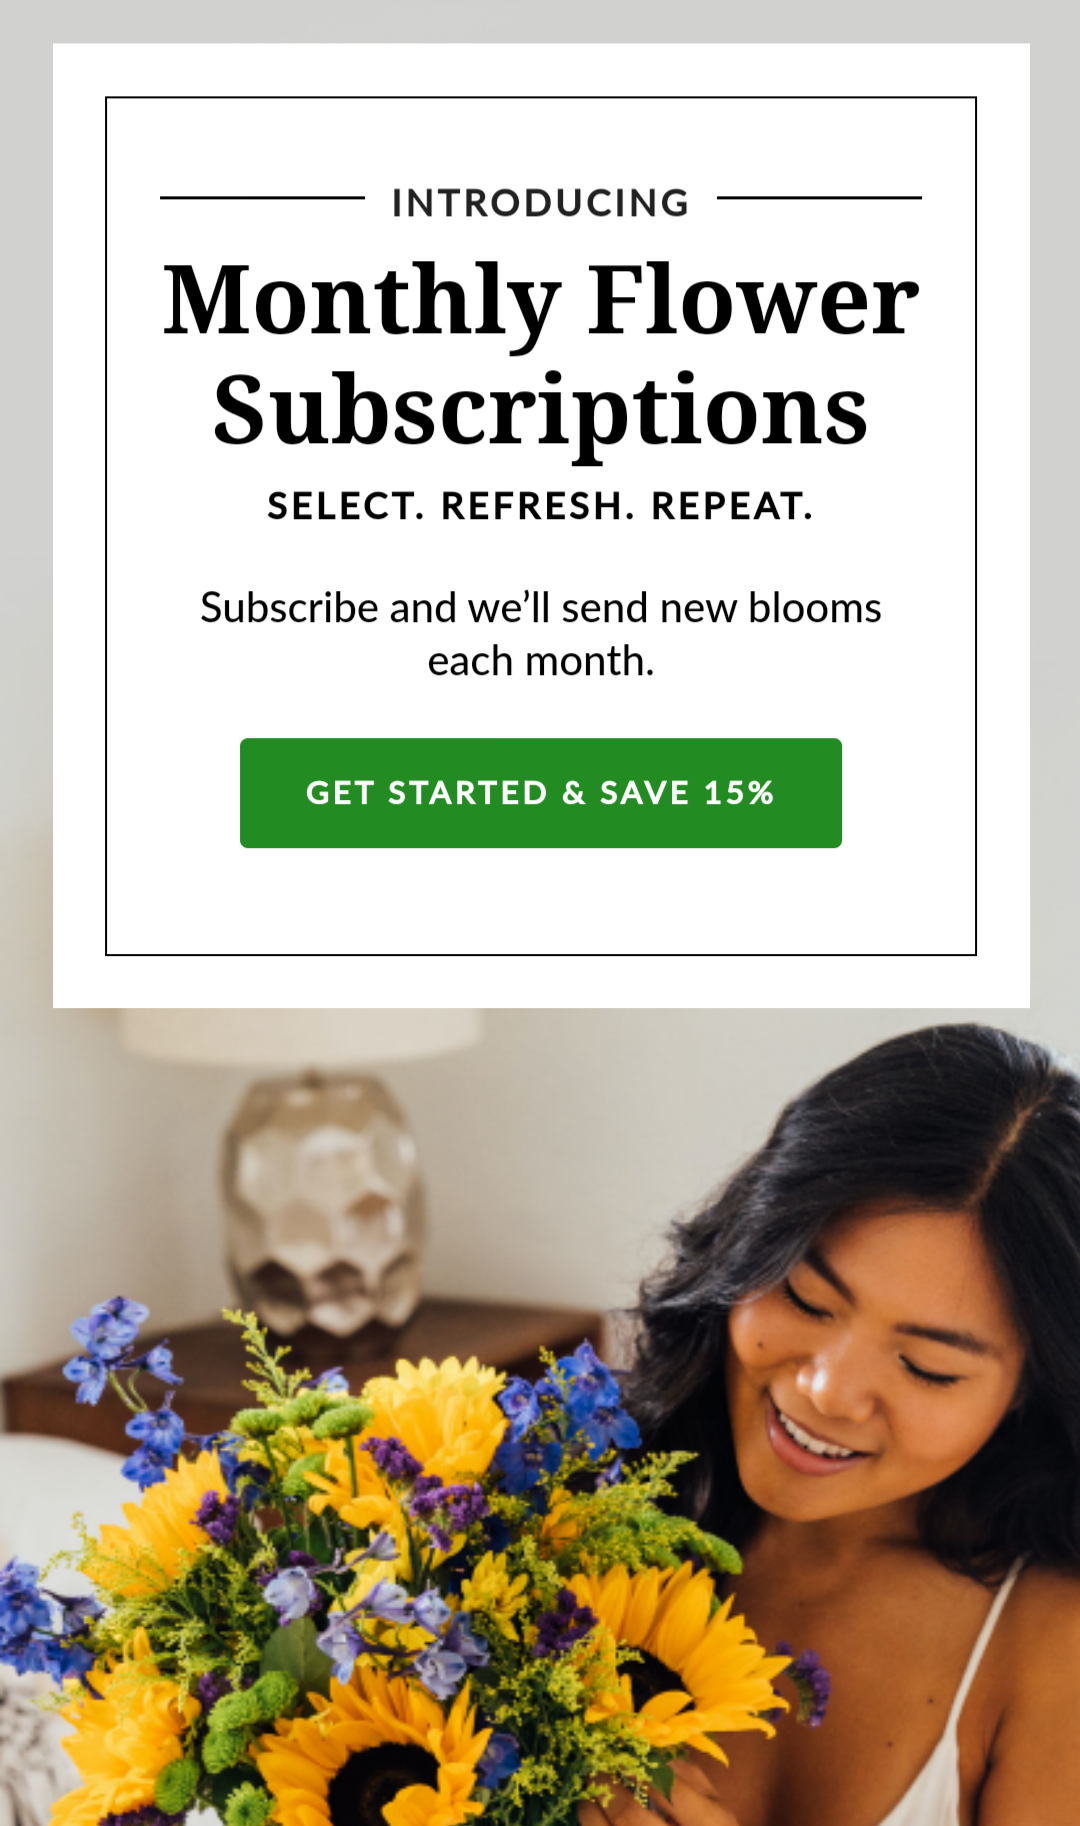 INTRODUCING
Monthly Flower
Subscriptions
SELECT. REFRESH. REPEAT.
Subscribe and we’ll send new blooms
each month.
GET STARTED & SAVE 15%